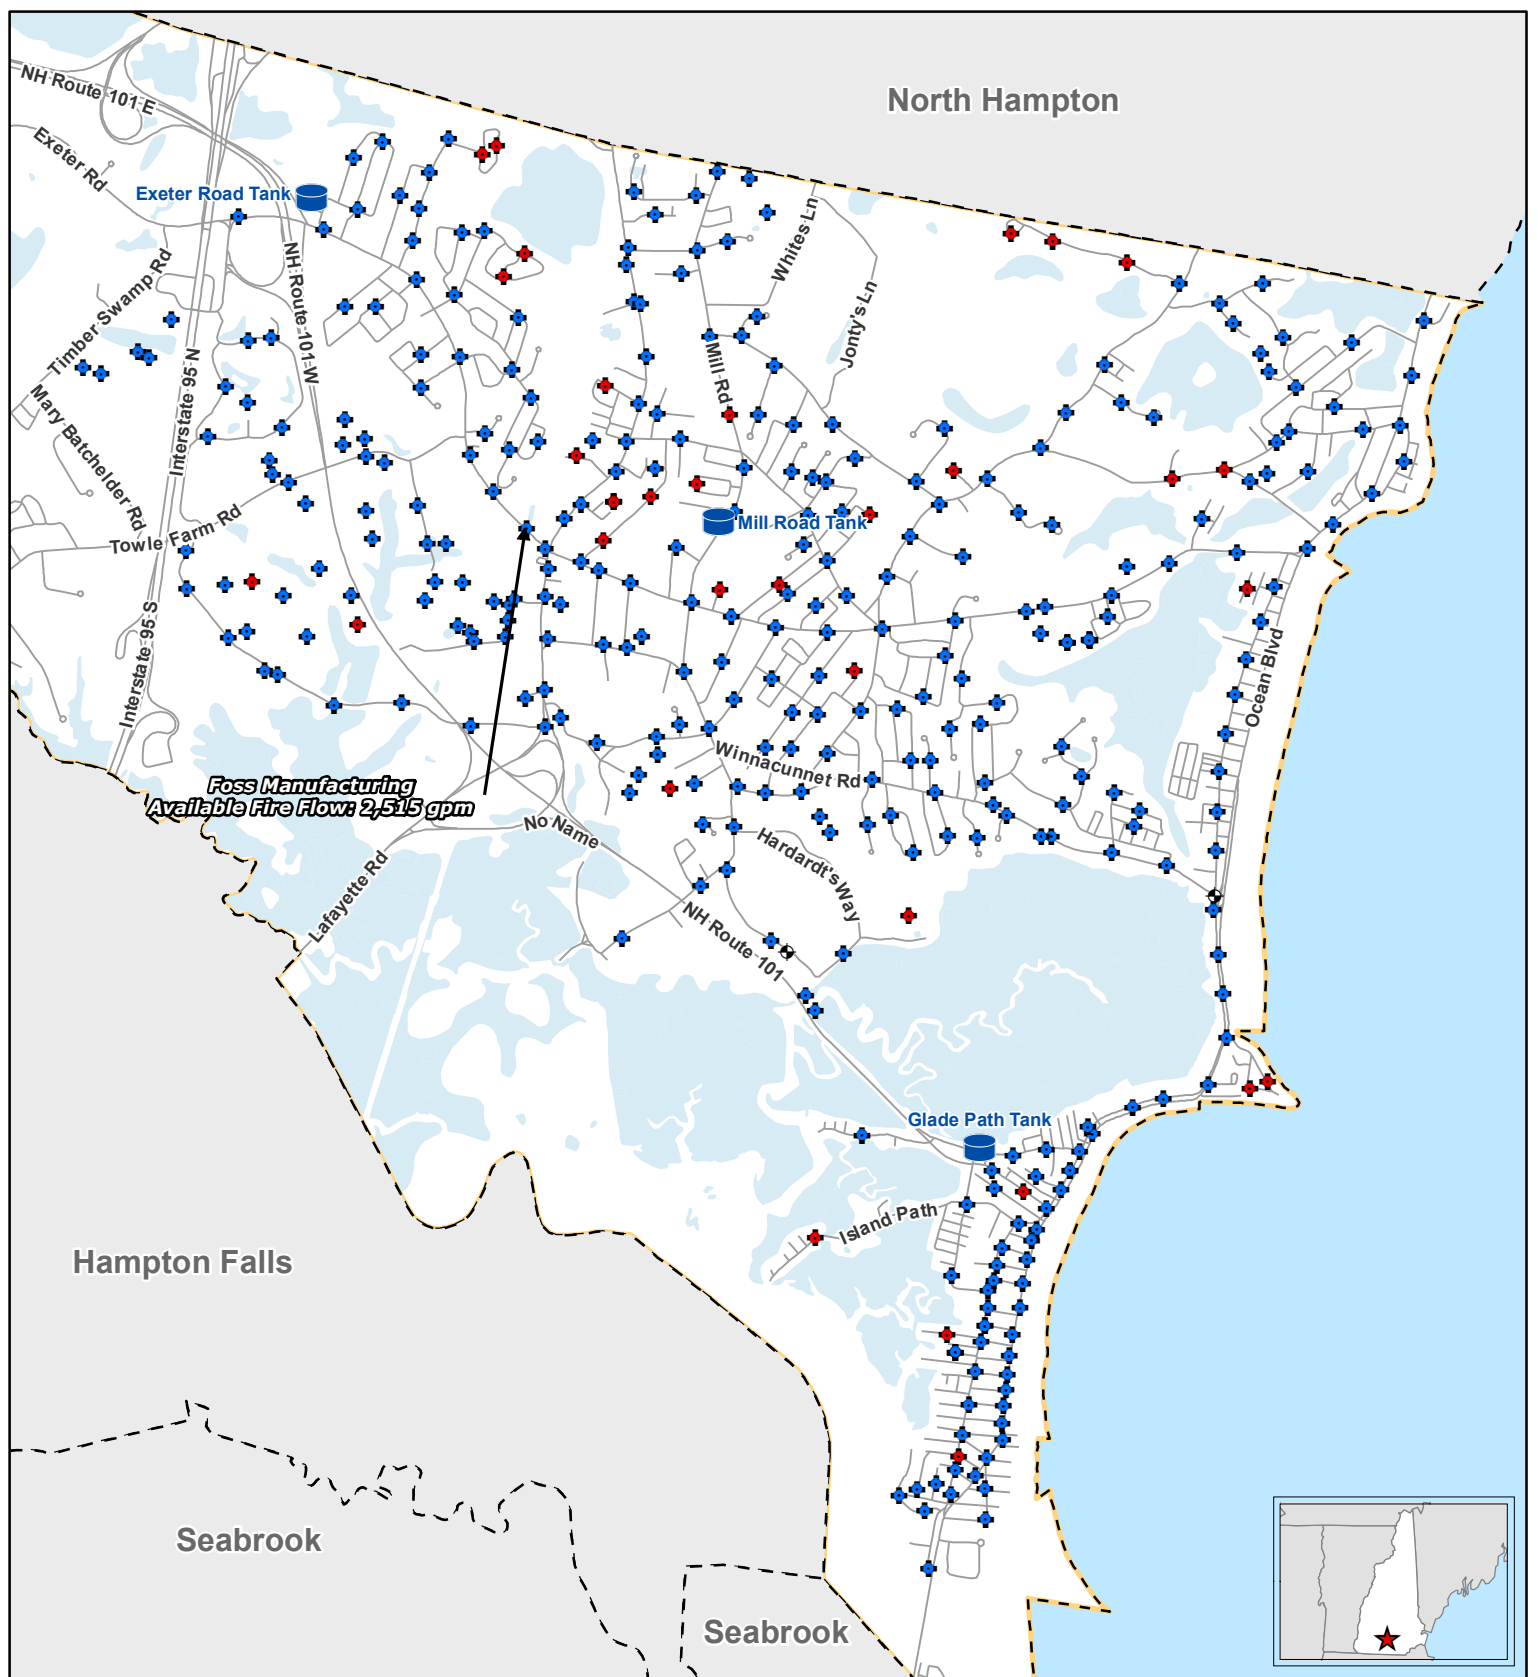 North Hampton
NH Route 101 E
Exeter Rd
Exeter Road Tank
Whites Ln
Timber Swamp Rd
NH Route 101 W
Jonty's Ln
Mill Rd
Interstate 95 N
Mary Batchelder Rd
Towle Farm Rd
Mill Road Tank
Interstate 95 S
Ocean Blvd
Winnacunnet Rd
Foss Manufacturing
Available Fire Flow: 2,515 gpm
No Name
Hardardt's Way
Lafayette Rd
NH Route 101
Glade Path Tank
Island Path
Hampton Falls
Seabrook
Seabrook